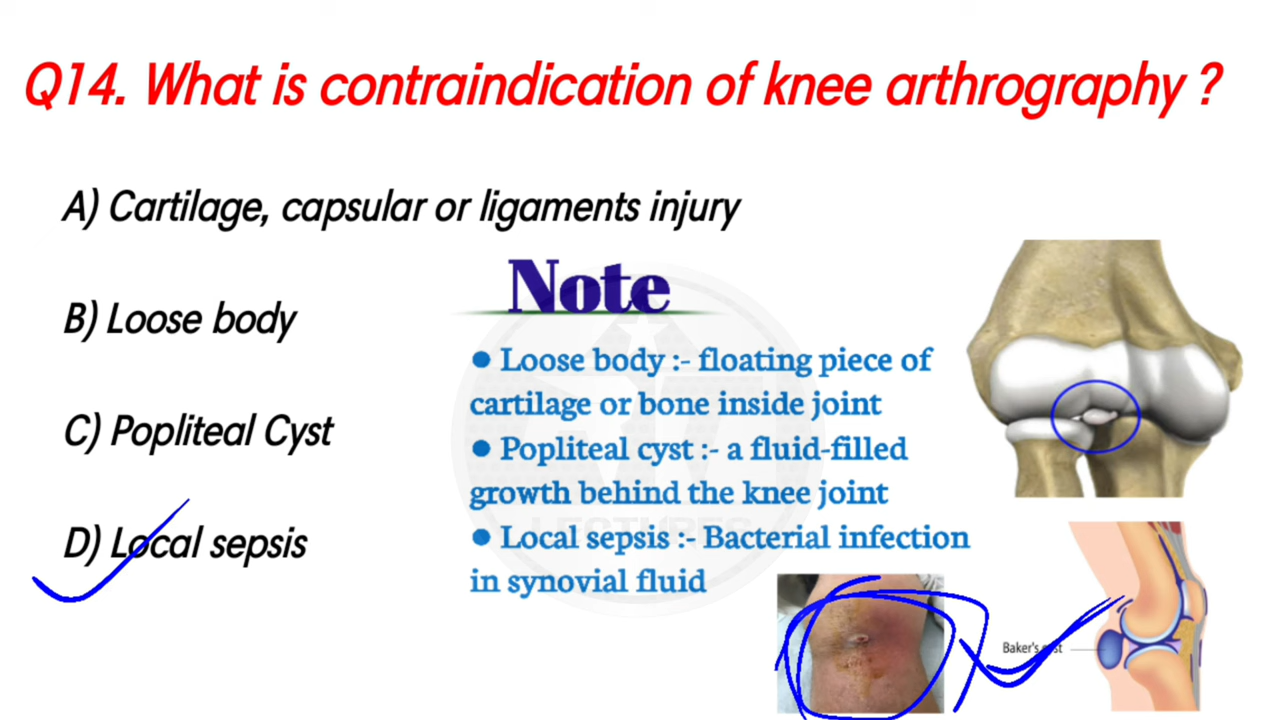 Q14. What is contraindication of knee arthrography ?
A) Cartilage, capsular or ligaments injury
B) Loose body
C) Popliteal Cyst
D) Local sepsis
Note
● Loose body :- floating piece of
cartilage or bone inside joint
● Popliteal cyst :- a fluid-filled
growth behind the knee joint
● Local sepsis :- Bacterial infection
in synovial fluid
LECTURES
Baker's cyst